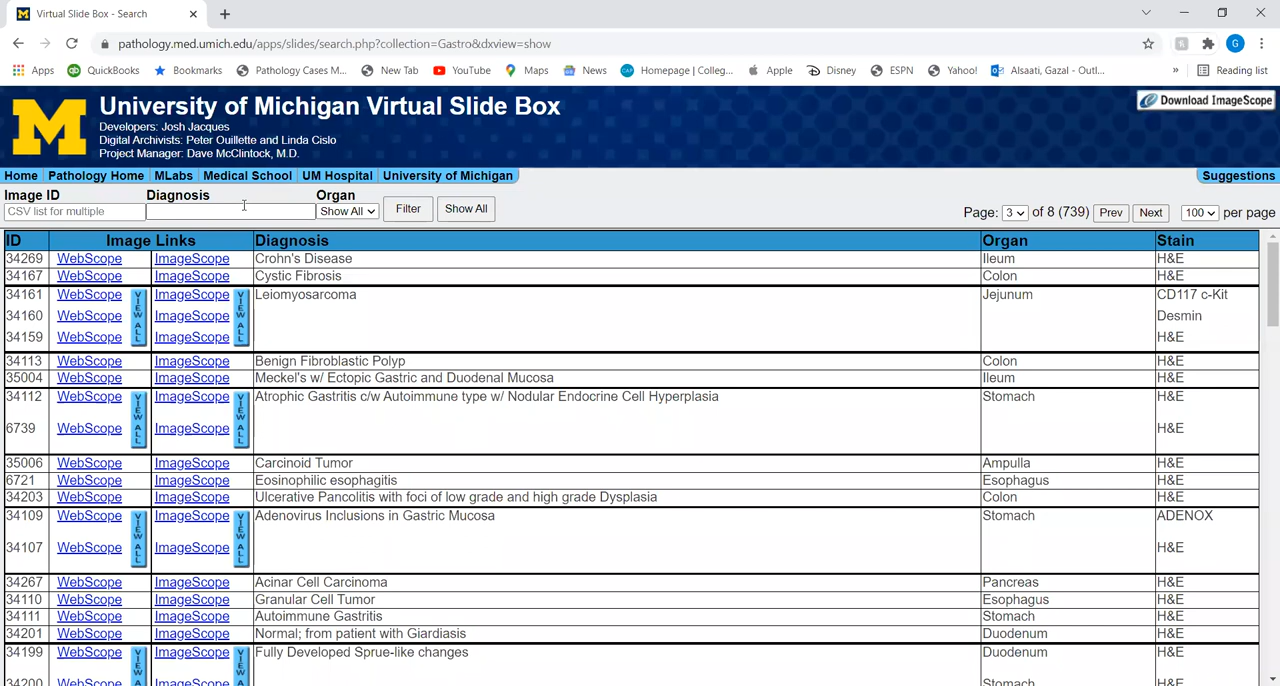 Virtual Slide Box - Search
pathology.med.umich.edu/apps/slides/search.php?collection=Gastro&dxview=show
G
Apps QuickBooks Bookmarks Pathology Cases M... New Tab YouTube Maps News Homepage | Colleg... Apple Disney ESPN Yahoo! Alsaati, Gazal - Outl... » Reading list
M
University of Michigan Virtual Slide Box
Developers: Josh Jacques
Digital Archivists: Peter Ouillette and Linda Cislo
Project Manager: Dave McClintock, M.D.
Download ImageScope
Home Pathology Home MLabs Medical School UM Hospital University of Michigan Suggestions
Image ID Diagnosis Organ
CSV list for multiple Show All Filter Show All Page: 3 of 8 (739) Prev Next 100 per page
ID Image Links Diagnosis Organ Stain
34269 WebScope ImageScope Crohn's Disease Ileum H&E
34167 WebScope ImageScope Cystic Fibrosis Colon H&E
34161 WebScope VIEW ALL ImageScope VIEW ALL Leiomyosarcoma Jejunum CD117 c-Kit
34160 WebScope ImageScope Desmin
34159 WebScope ImageScope H&E
34113 WebScope ImageScope Benign Fibroblastic Polyp Colon H&E
35004 WebScope ImageScope Meckel's w/ Ectopic Gastric and Duodenal Mucosa Ileum H&E
34112 WebScope VIEW ALL ImageScope VIEW ALL Atrophic Gastritis c/w Autoimmune type w/ Nodular Endocrine Cell Hyperplasia Stomach H&E
6739 WebScope ImageScope H&E
35006 WebScope ImageScope Carcinoid Tumor Ampulla H&E
6721 WebScope ImageScope Eosinophilic esophagitis Esophagus H&E
34203 WebScope ImageScope Ulcerative Pancolitis with foci of low grade and high grade Dysplasia Colon H&E
34109 WebScope VIEW ALL ImageScope VIEW ALL Adenovirus Inclusions in Gastric Mucosa Stomach ADENOX
34107 WebScope ImageScope H&E
34267 WebScope ImageScope Acinar Cell Carcinoma Pancreas H&E
34110 WebScope ImageScope Granular Cell Tumor Esophagus H&E
34111 WebScope ImageScope Autoimmune Gastritis Stomach H&E
34201 WebScope ImageScope Normal; from patient with Giardiasis Duodenum H&E
34199 WebScope VIEW A ImageScope VIEW A Fully Developed Sprue-like changes Duodenum H&E
34200 WebScope ImageScope Stomach H&E